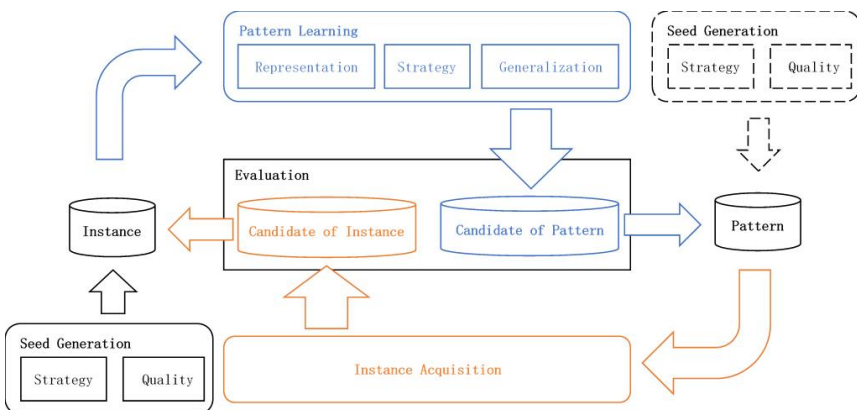 Pattern Learning
Representation
Strategy
Generalization
Seed Generation
Strategy
Quality
Evaluation
Candidate of Instance
Candidate of Pattern
Instance
Pattern
Seed Generation
Strategy
Quality
Instance Acquisition